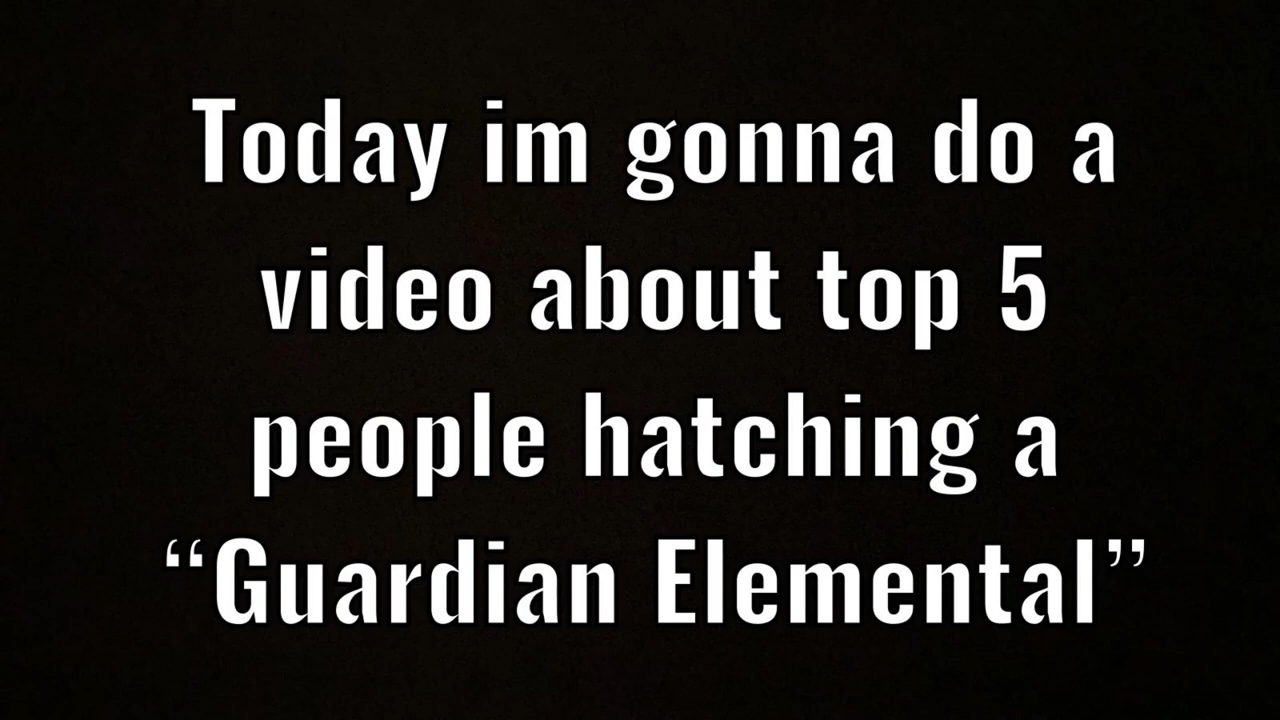 Today im gonna do a
video about top 5
people hatching a
“Guardian Elemental”